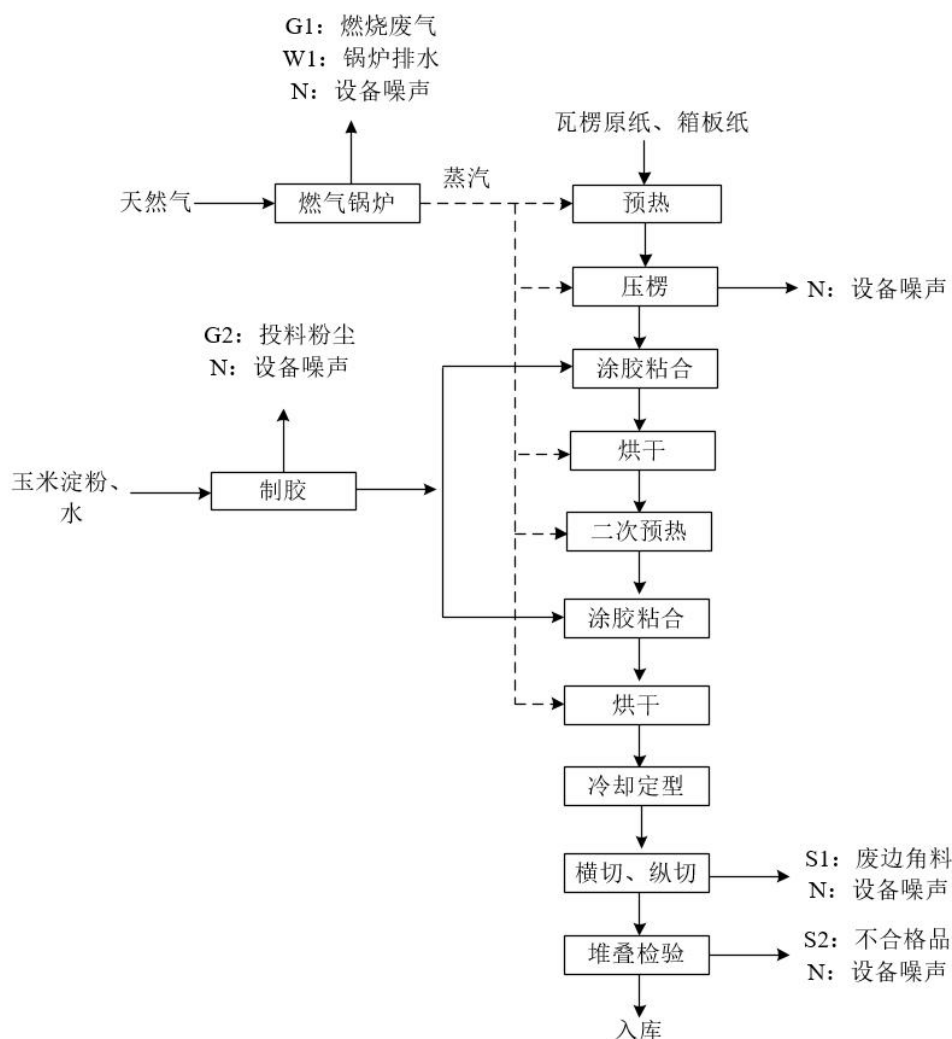 G1：燃烧废气
W1：锅炉排水
N：设备噪声
瓦楞原纸、箱板纸
蒸汽
天然气
燃气锅炉
预热
压楞
N：设备噪声
G2：投料粉尘
N：设备噪声
涂胶粘合
烘干
玉米淀粉、
水
制胶
二次预热
涂胶粘合
烘干
冷却定型
横切、纵切
S1：废边角料
N：设备噪声
堆叠检验
S2：不合格品
N：设备噪声
入库